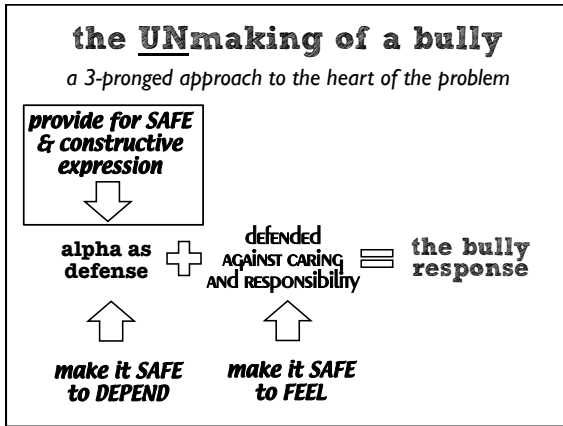 the UNmaking of a bully
a 3-pronged approach to the heart of the problem
provide for SAFE
& constructive
expression
alpha as
defense
defended
AGAINST CARING
AND RESPONSIBILITY
the bully
response
make it SAFE
to DEPEND
make it SAFE
to FEEL